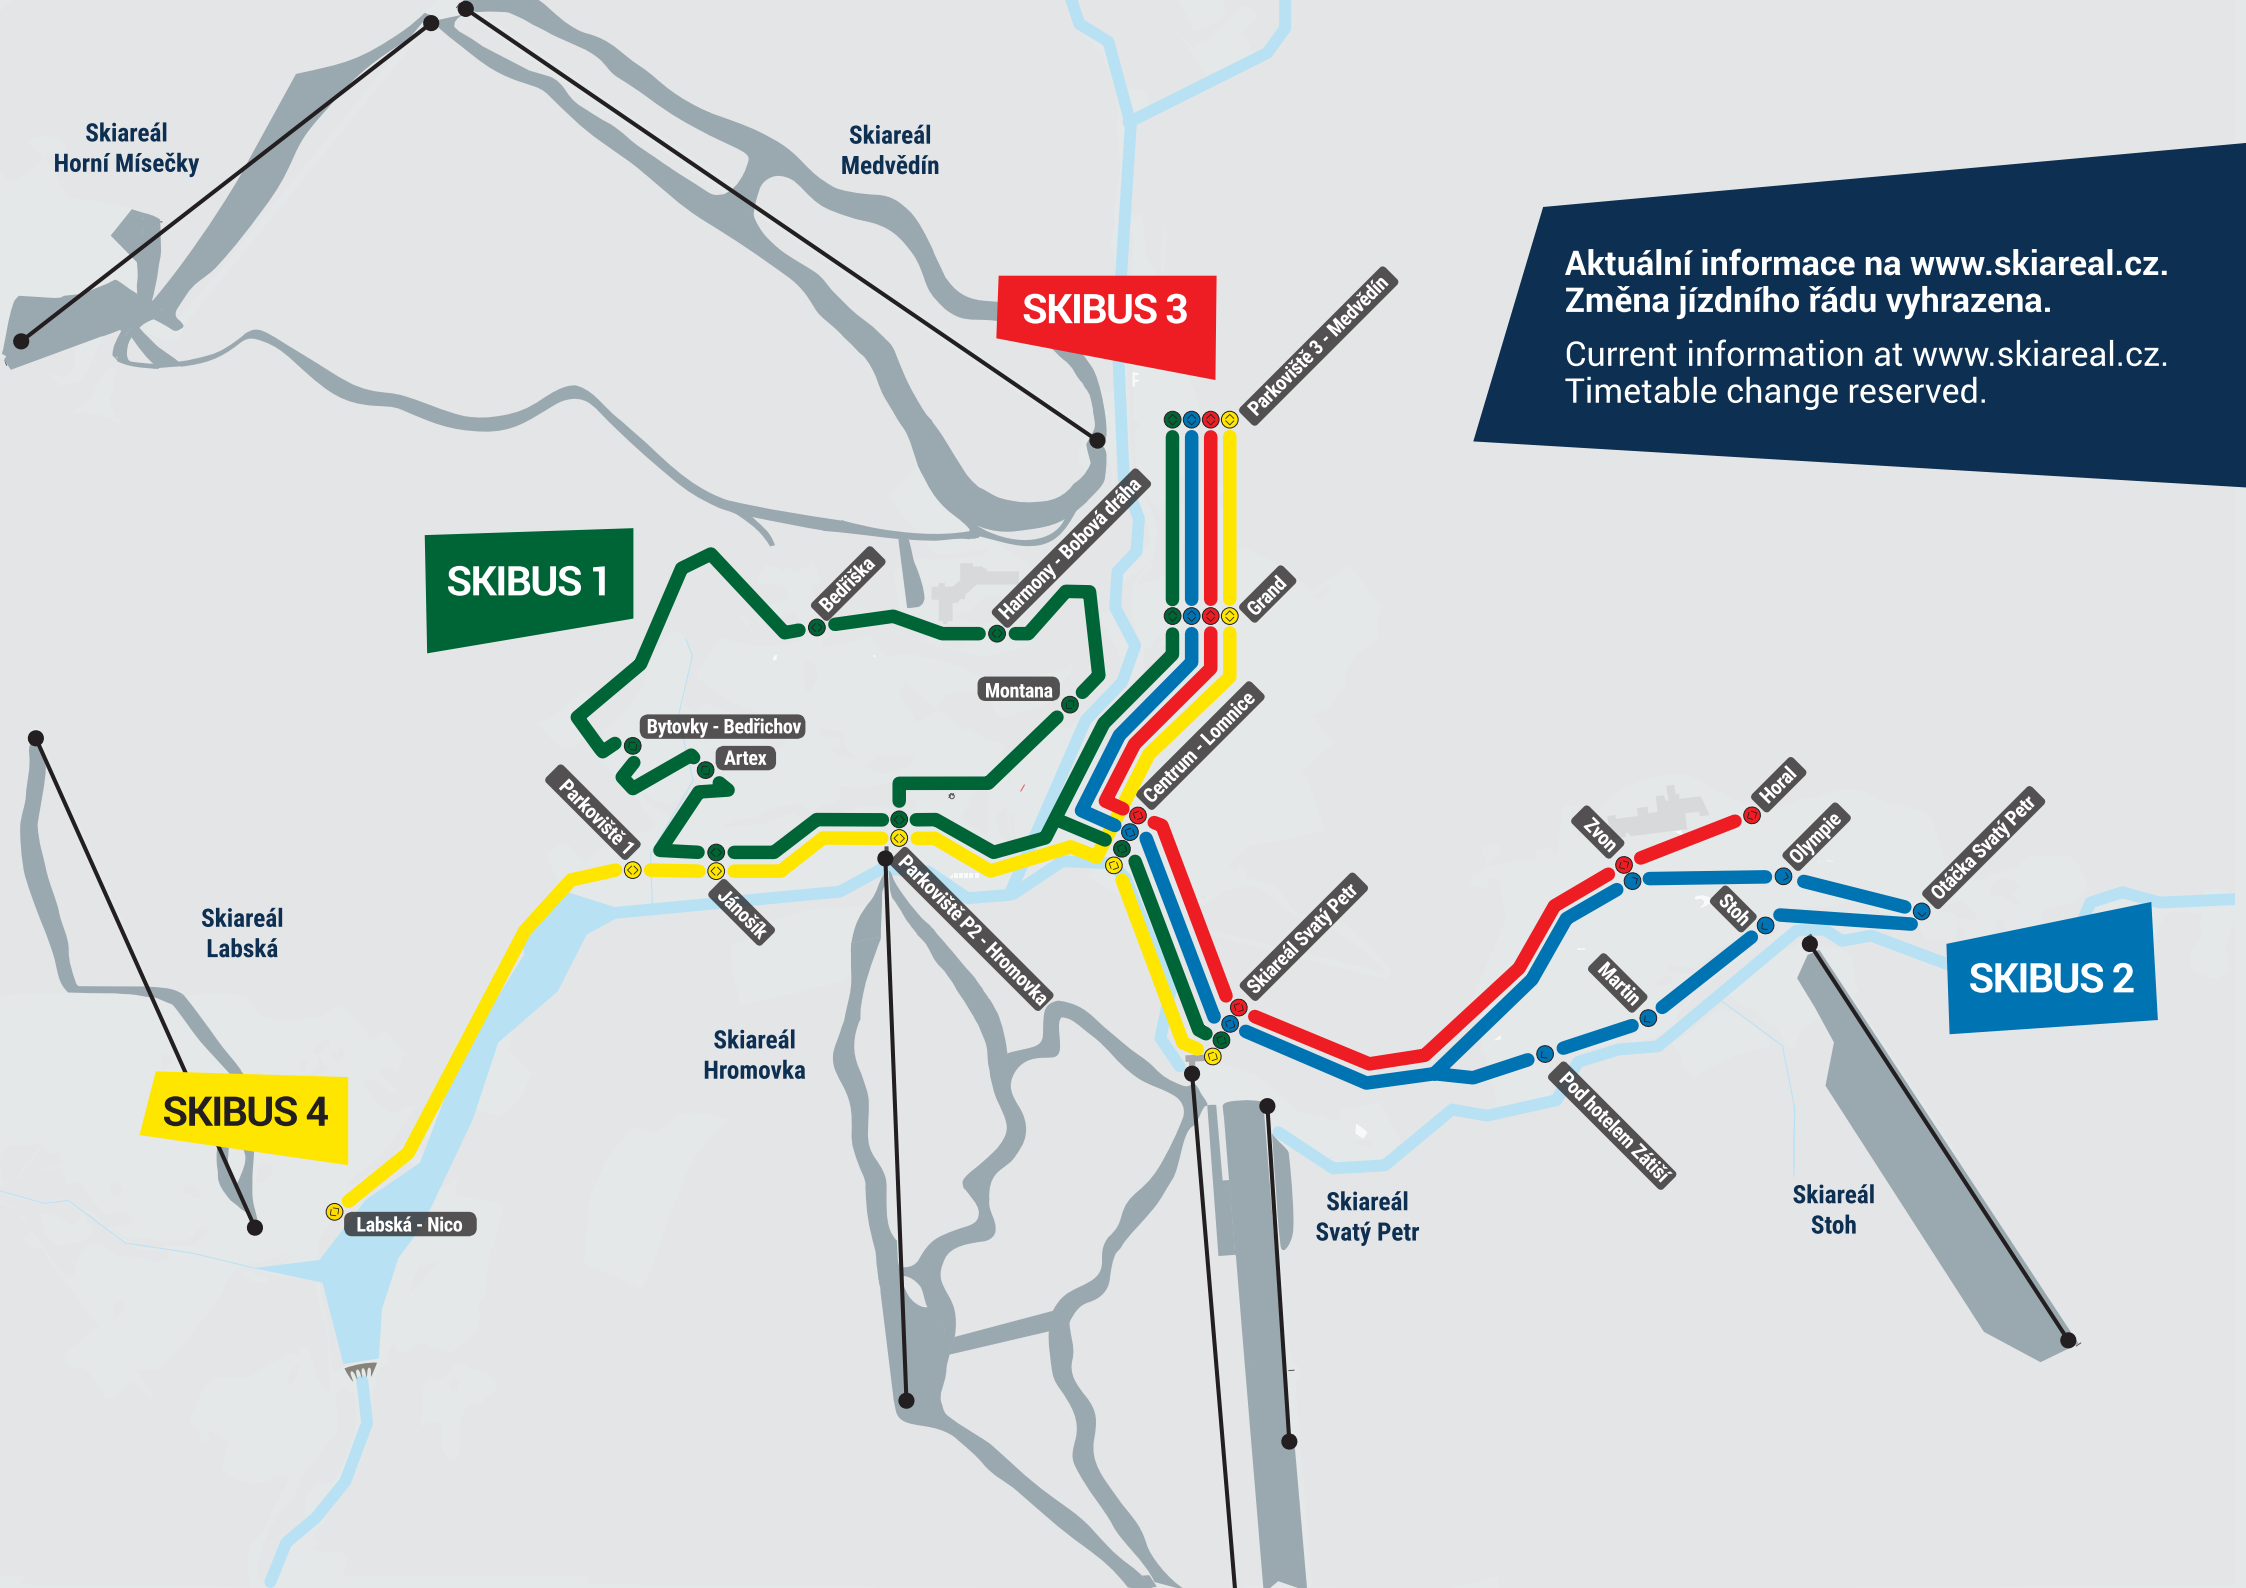 Skiareál
Horní Mísečky
Skiareál
Medvědín
SKIBUS 3
Parkoviště 3 - Medvědín
Aktuální informace na www.skiareal.cz.
Změna jízdního řádu vyhrazena.
Current information at www.skiareal.cz.
Timetable change reserved.
F
SKIBUS 1
Bedřiška
Harmony - Bobová dráha
Grand
Montana
Bytovky - Bedřichov
Artex
Centrum - Lomnice
Parkoviště 1
Jánošík
Parkoviště P2 - Hromovka
Skiareál Svatý Petr
Zvon
Horal
Olympie
Otáčka Svatý Petr
Stoh
Martin
Pod hotelem Zátiší
SKIBUS 2
Skiareál
Labská
Skiareál
Hromovka
SKIBUS 4
Labská - Nico
Skiareál
Svatý Petr
Skiareál
Stoh